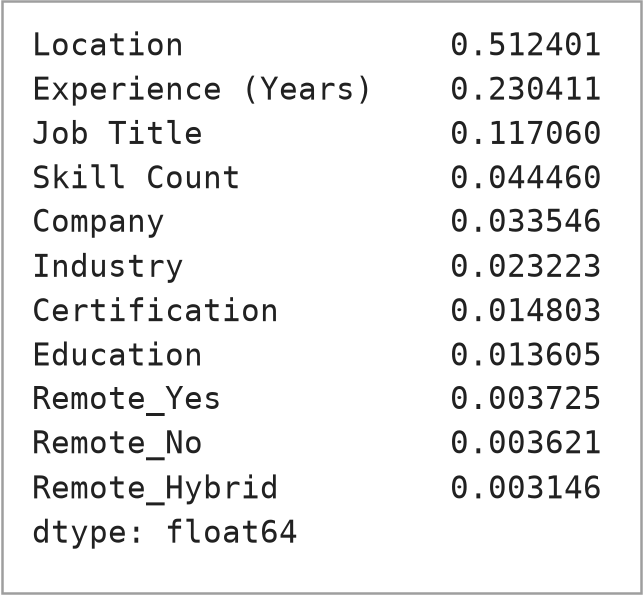 Location 0.512401
Experience (Years) 0.230411
Job Title 0.117060
Skill Count 0.044460
Company 0.033546
Industry 0.023223
Certification 0.014803
Education 0.013605
Remote_Yes 0.003725
Remote_No 0.003621
Remote_Hybrid 0.003146
dtype: float64